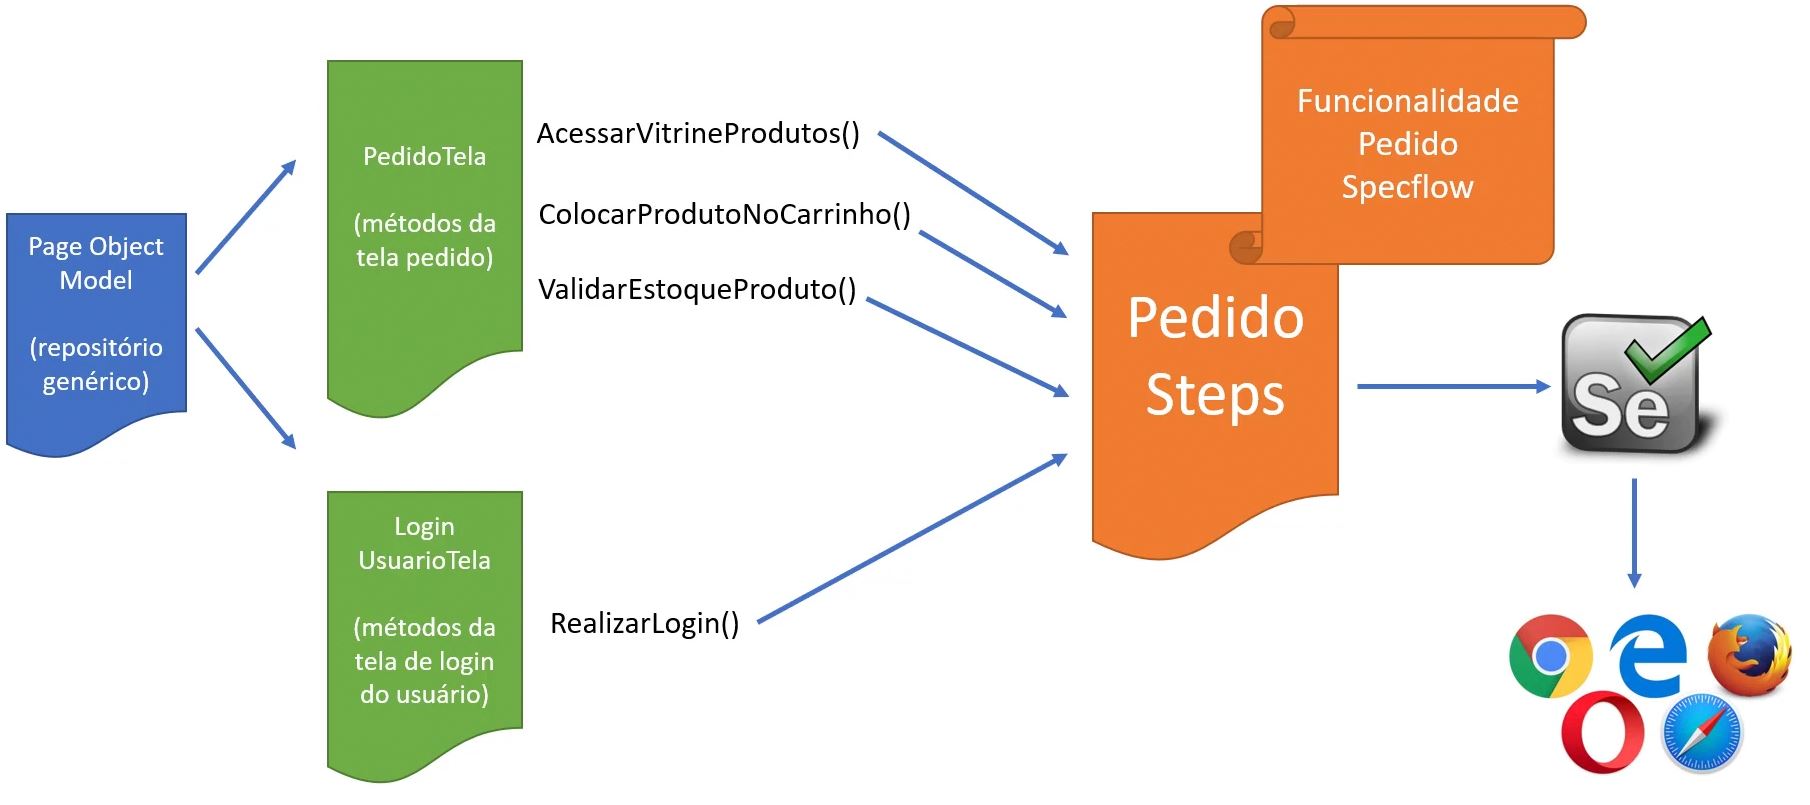 Page Object
Model
(repositório
genérico)
PedidoTela
(métodos da
tela pedido)
AcessarVitrineProdutos()
ColocarProdutoNoCarrinho()
ValidarEstoqueProduto()
Login
UsuarioTela
(métodos da
tela de login
do usuário)
RealizarLogin()
Funcionalidade
Pedido
Specflow
Pedido
Steps
Se